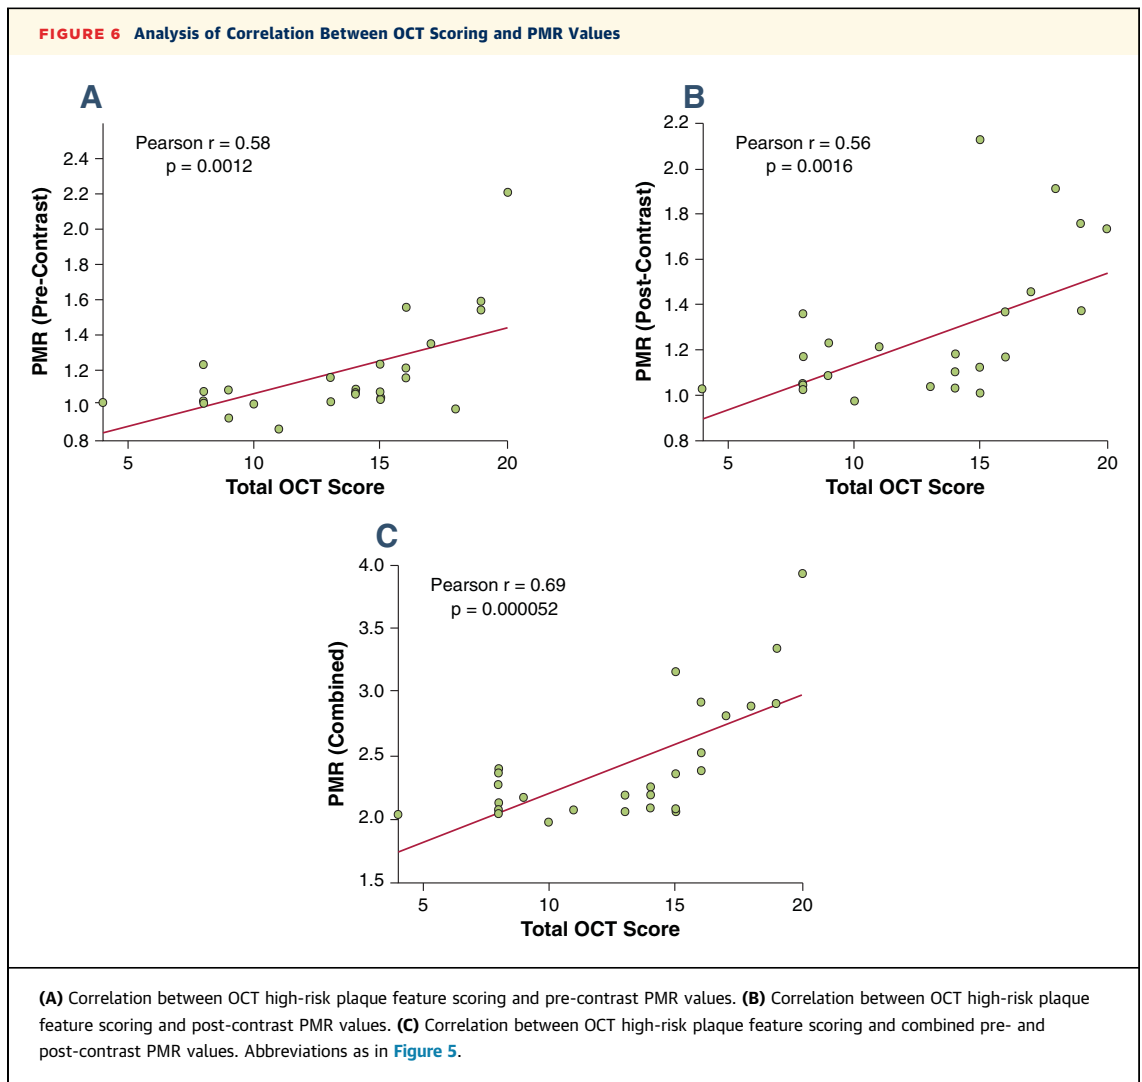 FIGURE 6 Analysis of Correlation Between OCT Scoring and PMR Values
A
Pearson r = 0.58
p = 0.0012
PMR (Pre-Contrast)
2.4
2.2
2.0
1.8
1.6
1.4
1.2
1.0
0.8
5 10 15 20
Total OCT Score
B
Pearson r = 0.56
p = 0.0016
PMR (Post-Contrast)
2.2
2.0
1.8
1.6
1.4
1.2
1.0
0.8
5 10 15 20
Total OCT Score
C
Pearson r = 0.69
p = 0.000052
PMR (Combined)
4.0
3.5
3.0
2.5
2.0
1.5
5 10 15 20
Total OCT Score
(A) Correlation between OCT high-risk plaque feature scoring and pre-contrast PMR values. (B) Correlation between OCT high-risk plaque
feature scoring and post-contrast PMR values. (C) Correlation between OCT high-risk plaque feature scoring and combined pre- and
post-contrast PMR values. Abbreviations as in Figure 5.